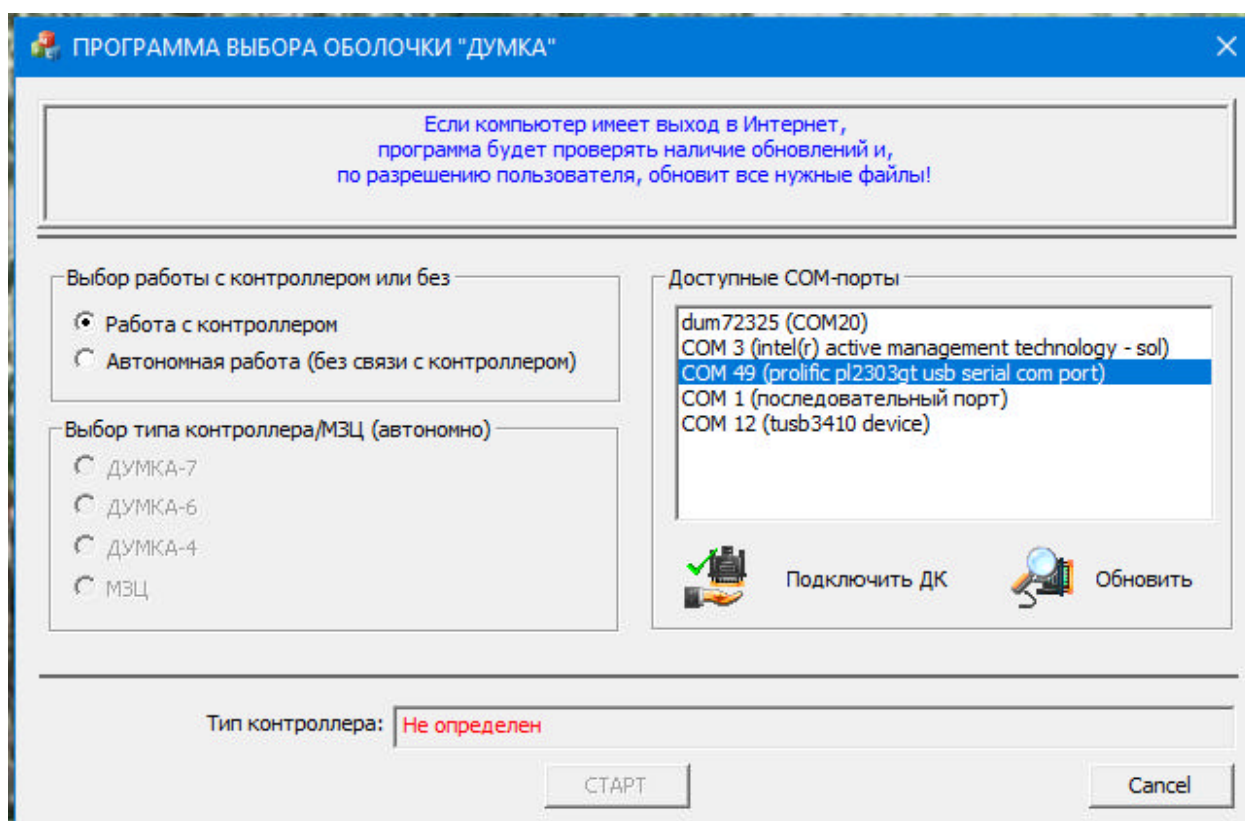 ПРОГРАММА ВЫБОРА ОБОЛОЧКИ "ДУМКА"
Если компьютер имеет выход в Интернет,
программа будет проверять наличие обновлений и,
по разрешению пользователя, обновит все нужные файлы!
Выбор работы с контроллером или без
Работа с контроллером
Автономная работа (без связи с контроллером)
Выбор типа контроллера/МЗЦ (автономно)
ДУМКА-7
ДУМКА-6
ДУМКА-4
МЗЦ
Доступные COM-порты
dum72325 (COM20)
COM 3 (intel(r) active management technology - sol)
COM 49 (prolific pl2303gt usb serial com port)
COM 1 (последовательный порт)
COM 12 (tusb3410 device)
Подключить ДК
Обновить
Тип контроллера:
Не определен
СТАРТ
Cancel